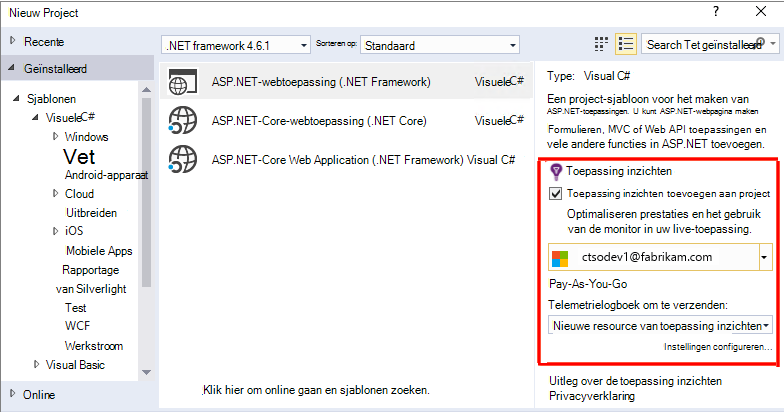 Nieuw Project
? X
Recente
.NET framework 4.6.1
Sorteren op:
Standaard
Search Tet geïnstalleerd
Geïnstalleerd
Sjablonen
VisueleC#
Windows
Vet
Android-apparaat
Cloud
Uitbreiden
iOS
Mobiele Apps
Rapportage
van Silverlight
Test
WCF
Werkstroom
Visual Basic
Online
ASP.NET-webtoepassing (.NET Framework) VisueleC#
ASP.NET-Core-webtoepassing (.NET Core) VisueleC#
ASP.NET-Core Web Application (.NET Framework) Visual C#
Klik hier om online gaan en sjablonen zoeken.
Type: Visual C#
Een project-sjabloon voor het maken van
ASP.NET-toepassingen. U kunt ASP.NET-webpagina maken
Formulieren, MVC of Web API toepassingen en
vele andere functies in ASP.NET toevoegen.
Toepassing inzichten
Toepassing inzichten toevoegen aan project
Optimaliseren prestaties en het gebruik
van de monitor in uw live-toepassing.
ctsodev1@fabrikam.com
Pay-As-You-Go
Telemetrielogboek om te verzenden:
Nieuwe resource van toepassing inzichten
Instellingen configureren...
Uitleg over de toepassing inzichten
Privacyverklaring